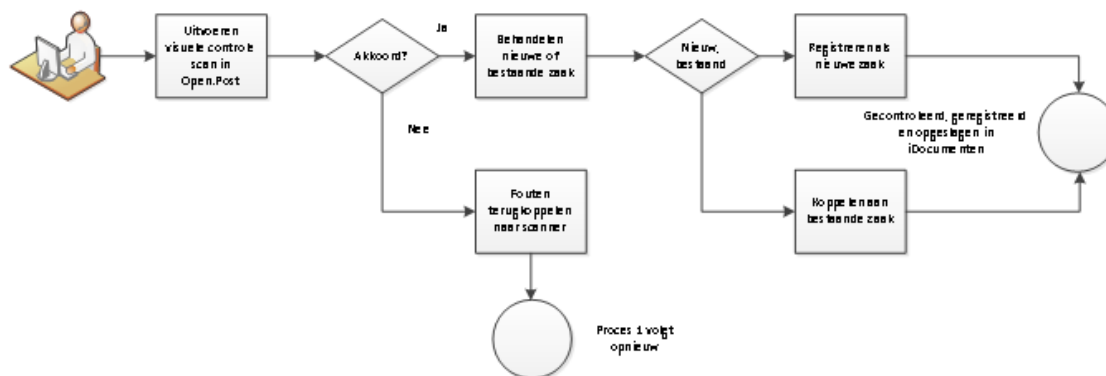 Uitvoeren
visuele controle
scan in
Open.Post
Akkoord?
Ja
Nee
Behandelen
nieuwe of
bestaande zaak
Nieuw,
bestaand
Registreren als
nieuwe zaak
Gecontroleerd, geregistreerd
en opgeslagen in
iDocumenten
Fouten
terugkoppelen
naar scanner
Koppelen aan
bestaande zaak
Proces 1 volgt
opnieuw